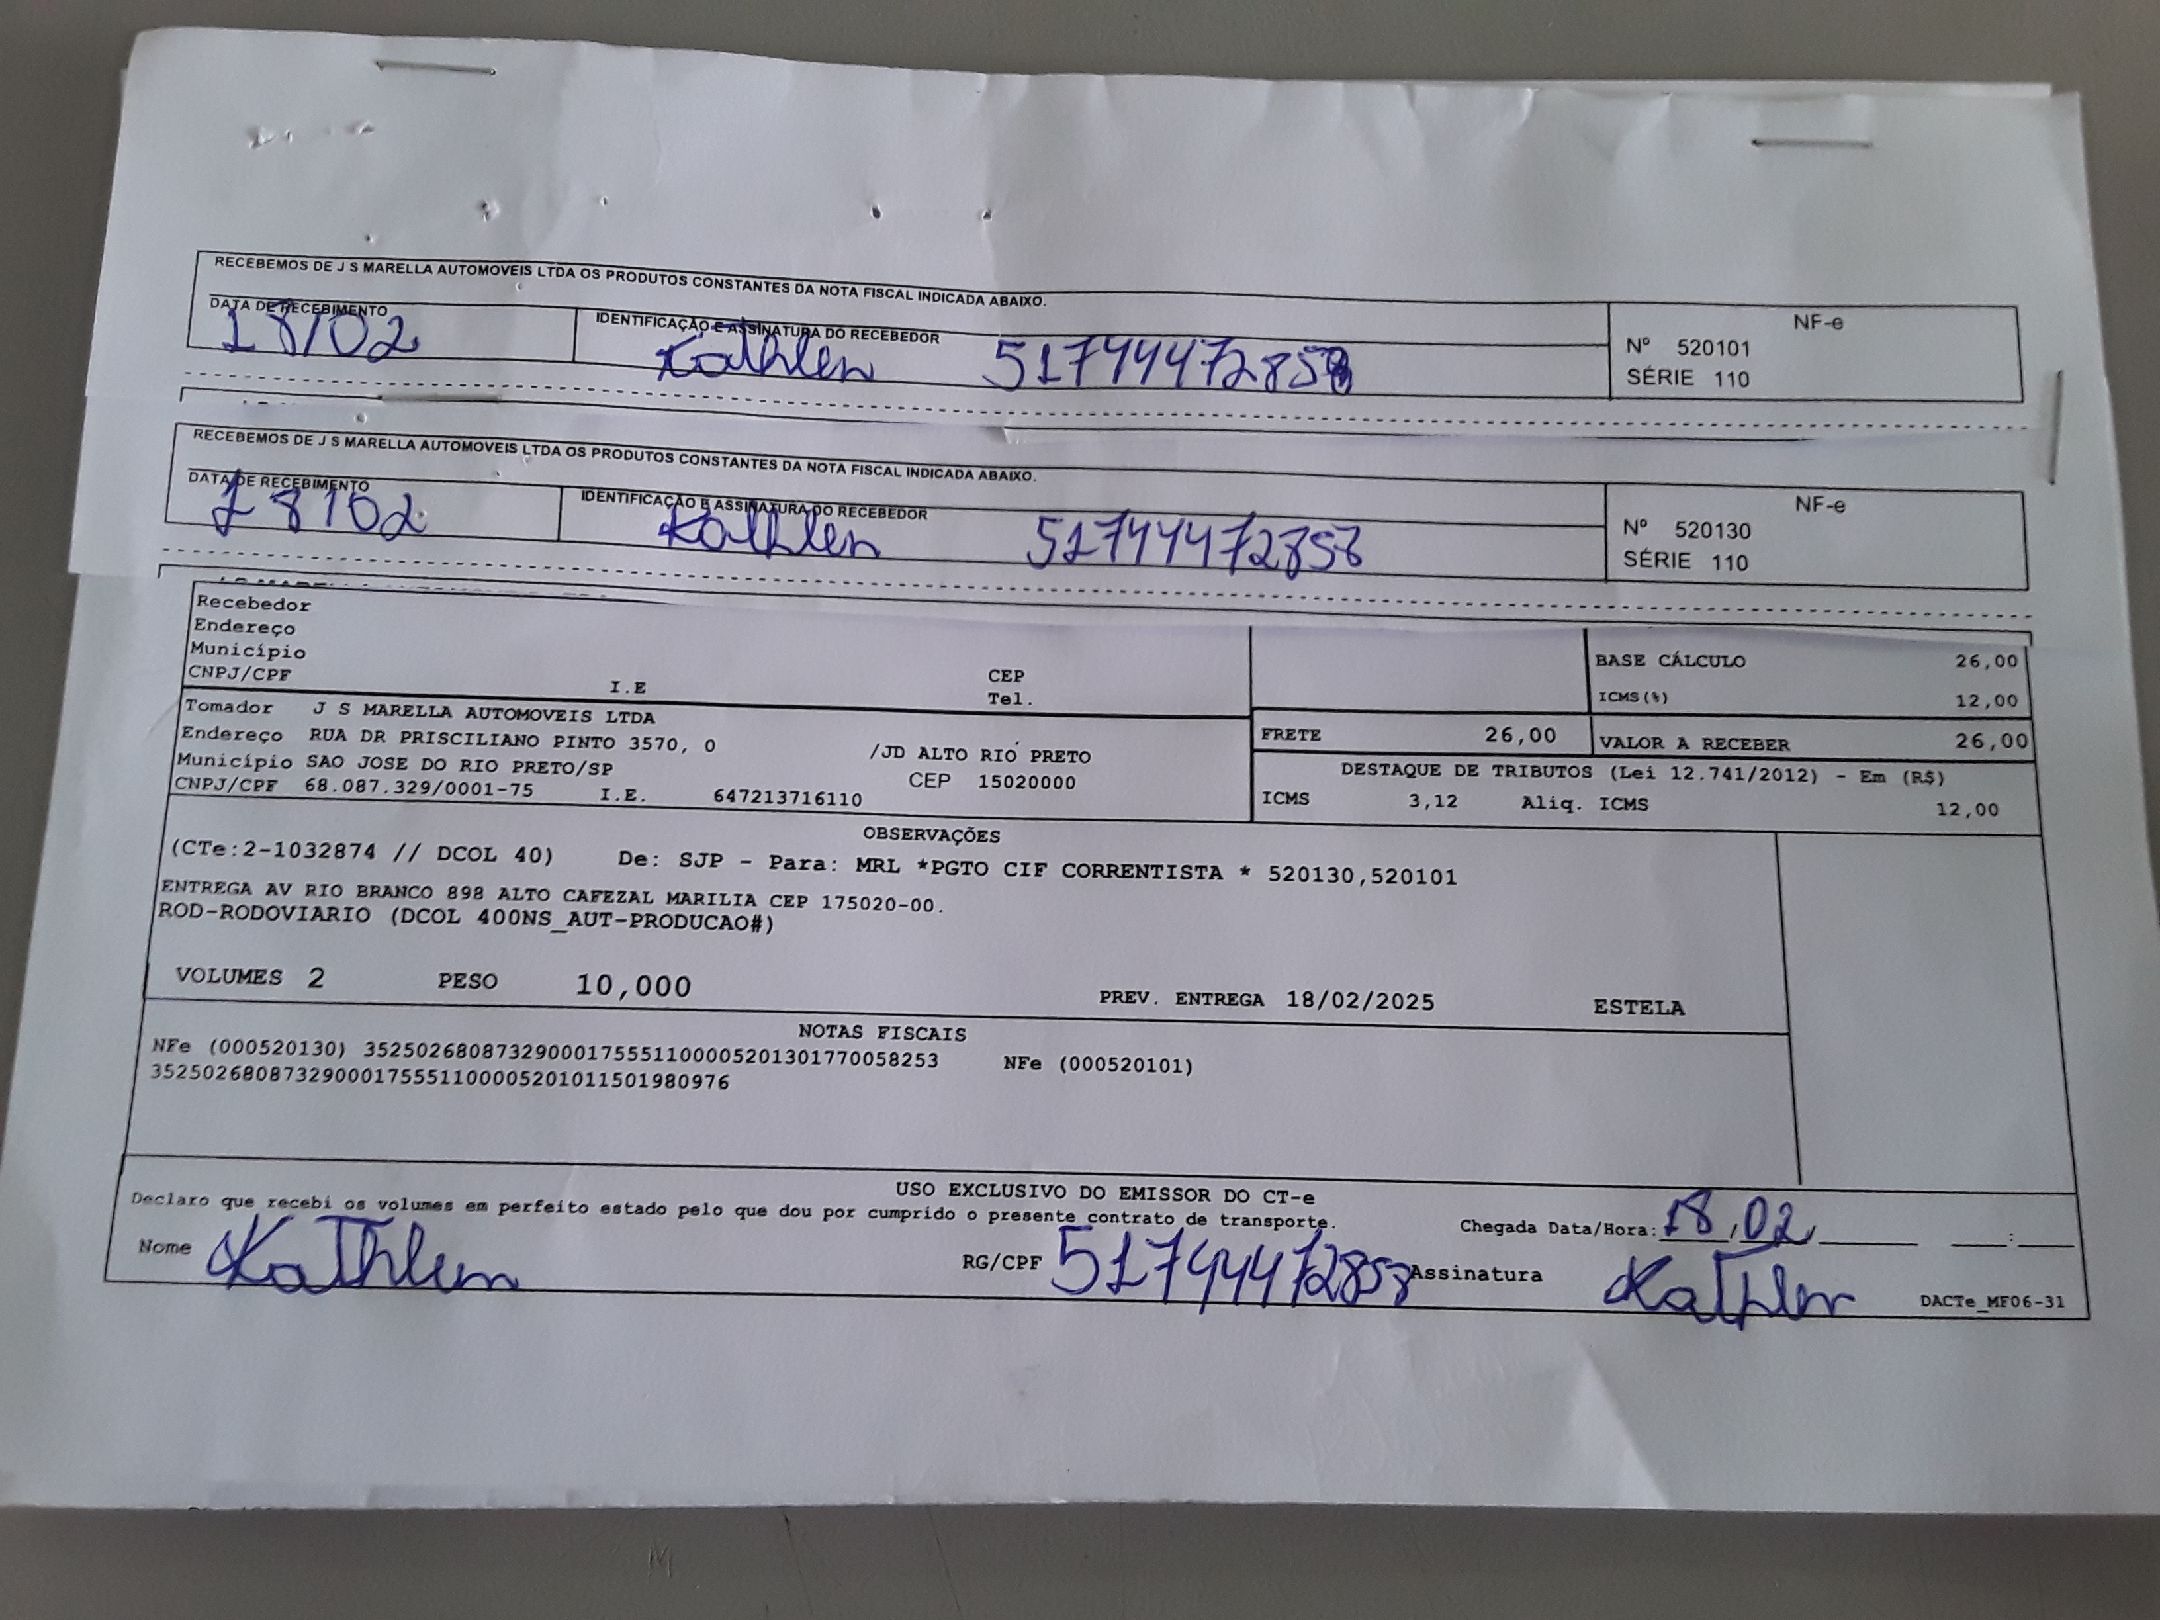 RECEBEMOS DE J S MARELLA AUTOMOVEIS LTDA OS PRODUTOS CONSTANTES DA NOTA FISCAL INDICADA ABAIXO.
DATA DE RECEBIMENTO
18/02
IDENTIFICAÇÃO E ASSINATURA DO RECEBEDOR
Kathlen 51744472858
NF-e
Nº 520101
SÉRIE 110
RECEBEMOS DE J S MARELLA AUTOMOVEIS LTDA OS PRODUTOS CONSTANTES DA NOTA FISCAL INDICADA ABAIXO.
DATA DE RECEBIMENTO
18/02
IDENTIFICAÇÃO E ASSINATURA DO RECEBEDOR
Kathlen 51744472858
NF-e
Nº 520130
SÉRIE 110
Recebedor
Endereço
Município
CNPJ/CPF I.E
CEP
Tel.
BASE CÁLCULO 26,00
ICMS(%) 12,00
FRETE 26,00 VALOR A RECEBER 26,00
Tomador J S MARELLA AUTOMOVEIS LTDA
Endereço RUA DR PRISCILIANO PINTO 3570, 0 /JD ALTO RIO PRETO
Município SAO JOSE DO RIO PRETO/SP CEP 15020000
CNPJ/CPF 68.087.329/0001-75 I.E. 647213716110
DESTAQUE DE TRIBUTOS (Lei 12.741/2012) - Em (R$)
ICMS 3,12 Aliq. ICMS 12,00
OBSERVAÇÕES
(CTe:2-1032874 // DCOL 40) De: SJP - Para: MRL *PGTO CIF CORRENTISTA * 520130,520101
ENTREGA AV RIO BRANCO 898 ALTO CAFEZAL MARILIA CEP 175020-00.
ROD-RODOVIARIO (DCOL 400NS_AUT-PRODUCAO#)
VOLUMES 2 PESO 10,000 PREV. ENTREGA 18/02/2025 ESTELA
NOTAS FISCAIS
NFe (000520130) 35250268087329000175551100005201301770058253 NFe (000520101)
35250268087329000175551100005201011501980976
USO EXCLUSIVO DO EMISSOR DO CT-e
Declaro que recebi os volumes em perfeito estado pelo que dou por cumprido o presente contrato de transporte.
Chegada Data/Hora: 18/02
Nome Kathlen RG/CPF 51744472858 Assinatura Kathlen
DACTe_MF06-31